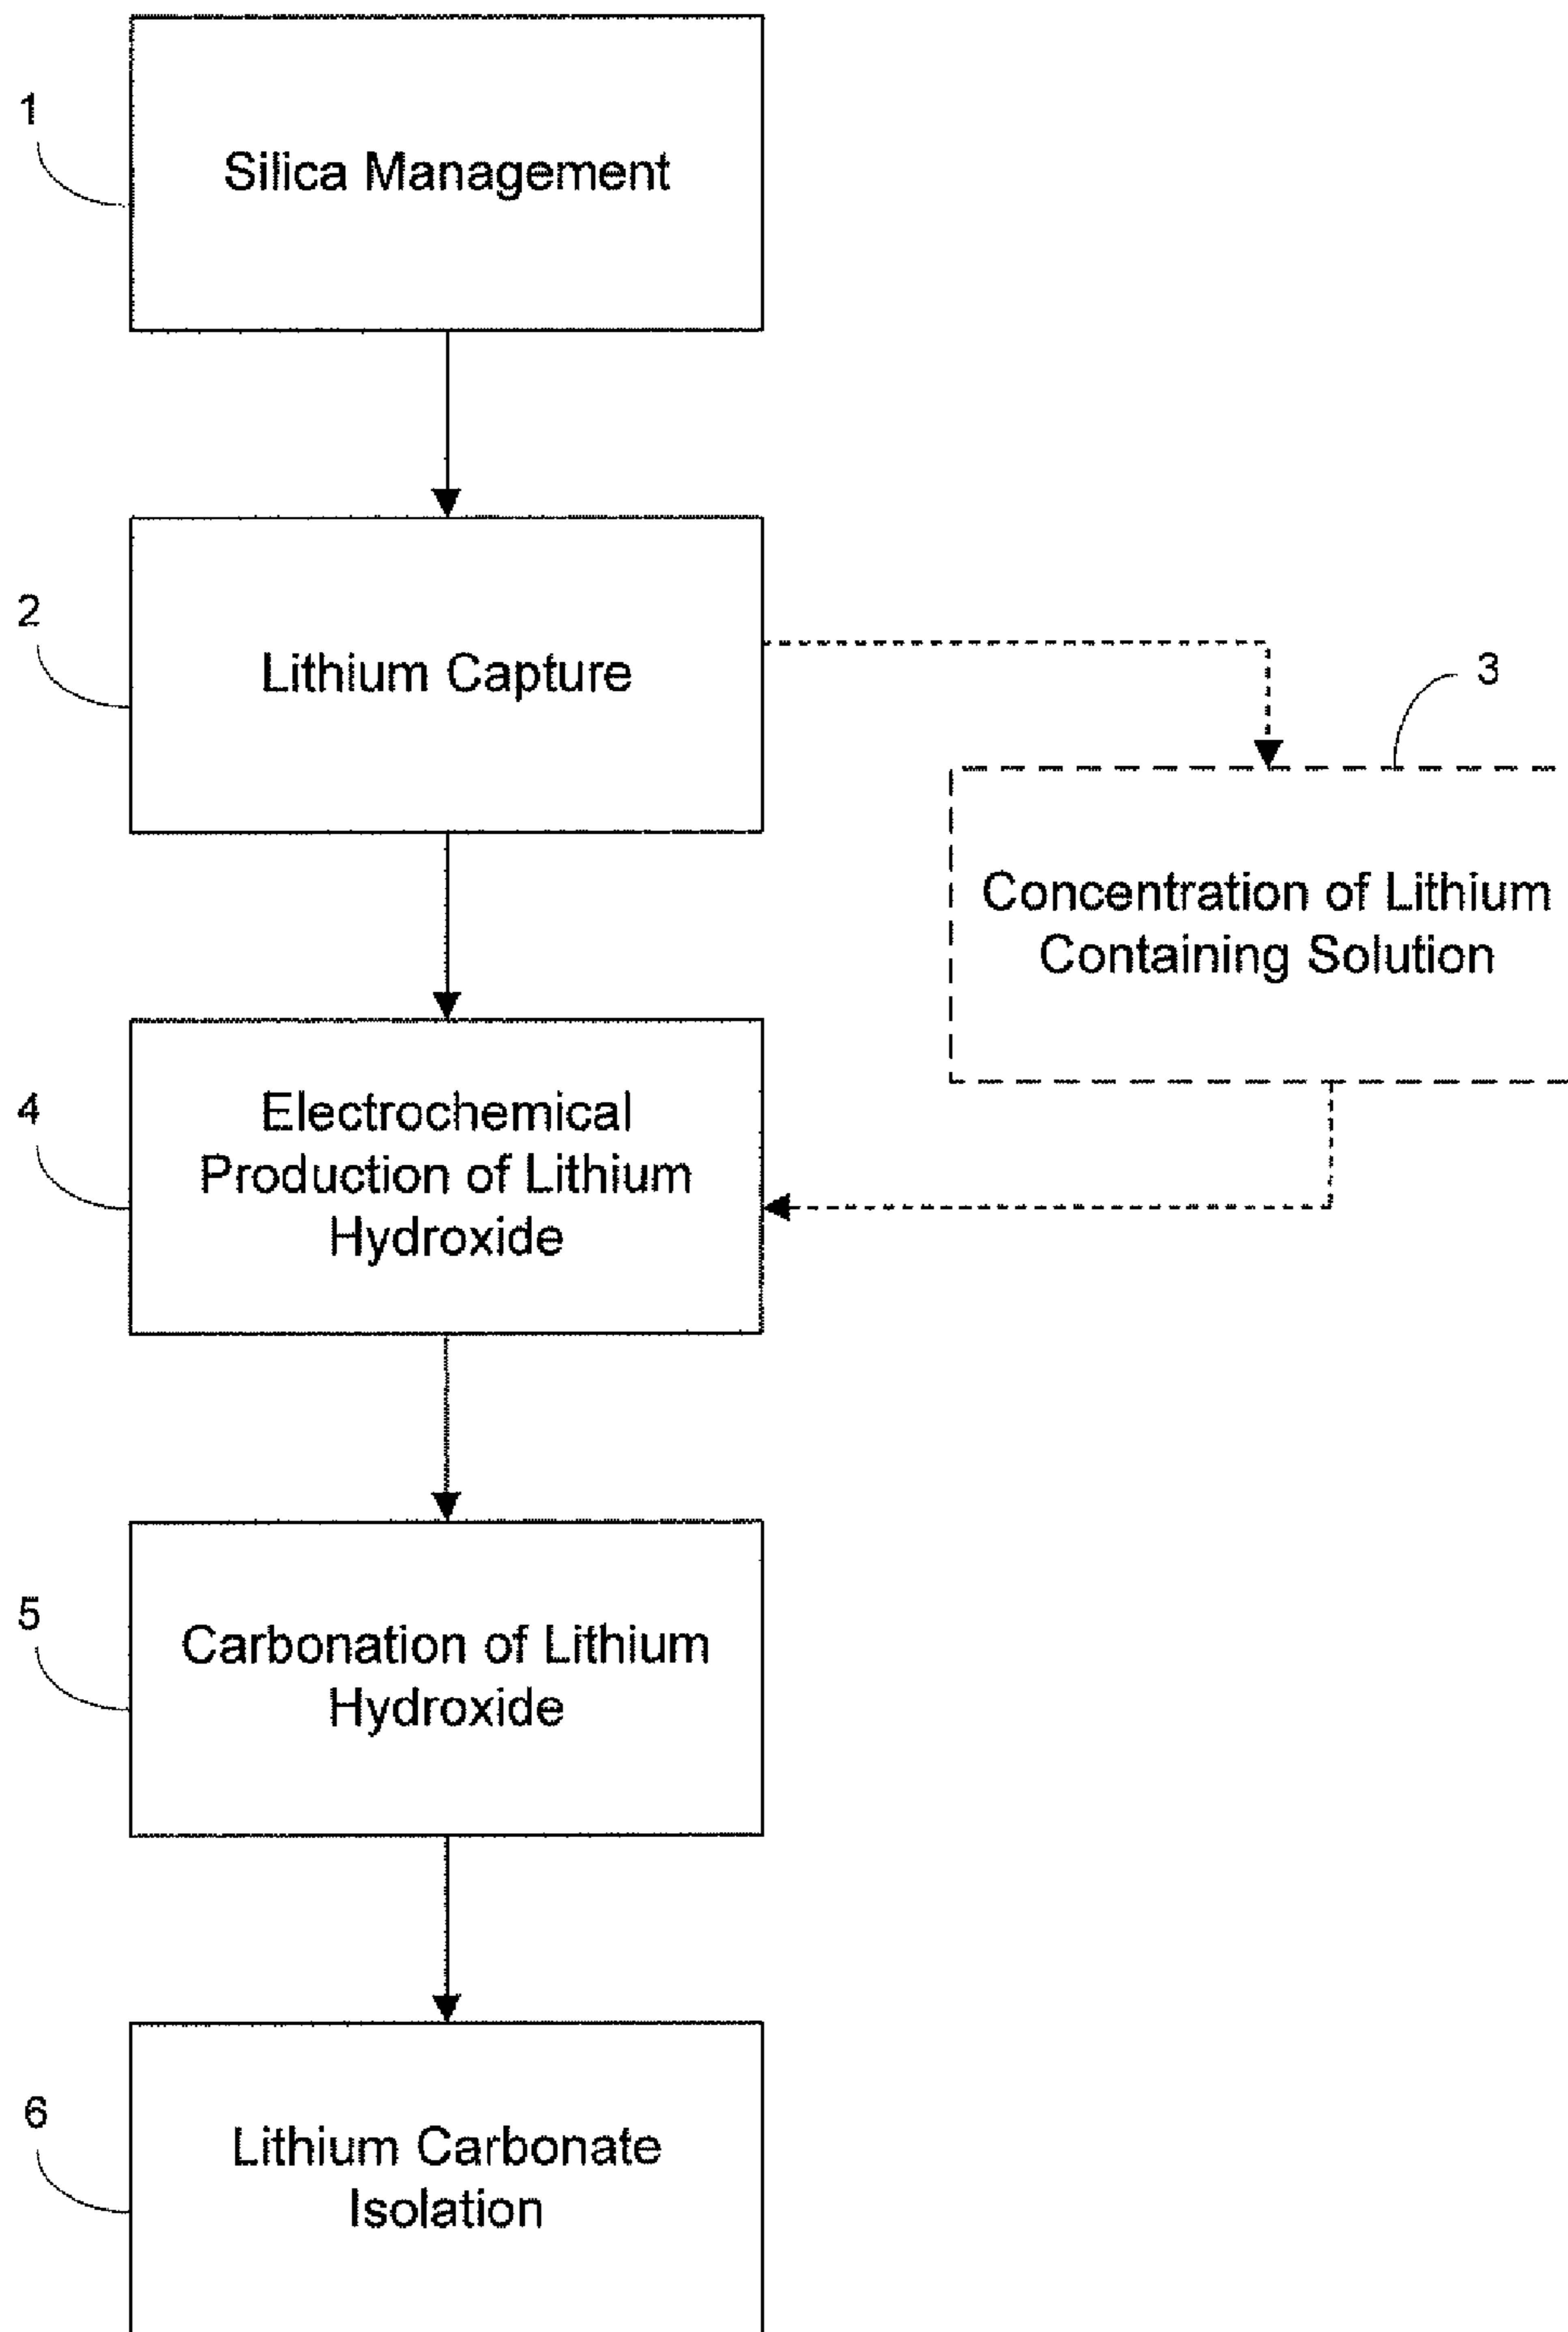 1
Silica Management
2
Lithium Capture
3
Concentration of Lithium
Containing Solution
4
Electrochemical
Production of Lithium
Hydroxide
5
Carbonation of Lithium
Hydroxide
6
Lithium Carbonate
Isolation